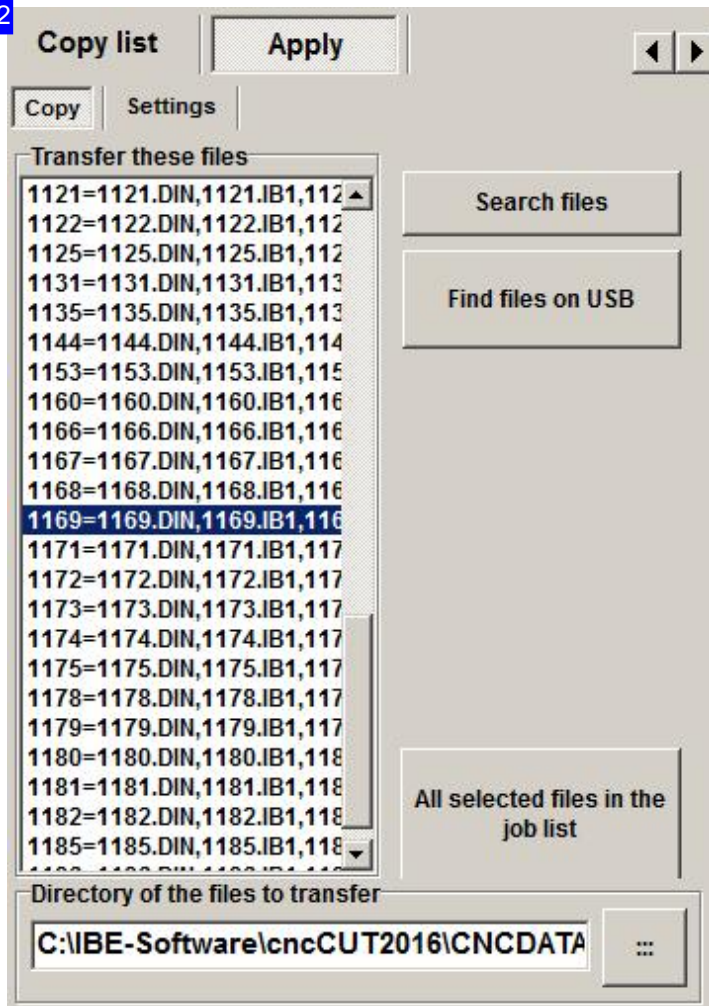 2
Copy list Apply
Copy Settings
Transfer these files
1121=1121.DIN,1121.IB1,112
1122=1122.DIN,1122.IB1,112
1125=1125.DIN,1125.IB1,112
1131=1131.DIN,1131.IB1,113
1135=1135.DIN,1135.IB1,113
1144=1144.DIN,1144.IB1,114
1153=1153.DIN,1153.IB1,115
1160=1160.DIN,1160.IB1,116
1166=1166.DIN,1166.IB1,116
1167=1167.DIN,1167.IB1,116
1168=1168.DIN,1168.IB1,116
1169=1169.DIN,1169.IB1,116
1171=1171.DIN,1171.IB1,117
1172=1172.DIN,1172.IB1,117
1173=1173.DIN,1173.IB1,117
1174=1174.DIN,1174.IB1,117
1175=1175.DIN,1175.IB1,117
1178=1178.DIN,1178.IB1,117
1179=1179.DIN,1179.IB1,117
1180=1180.DIN,1180.IB1,118
1181=1181.DIN,1181.IB1,118
1182=1182.DIN,1182.IB1,118
1185=1185.DIN,1185.IB1,118
Search files
Find files on USB
All selected files in the
job list
Directory of the files to transfer
C:\IBE-Software\cncCUT2016\CNCDATA
:::